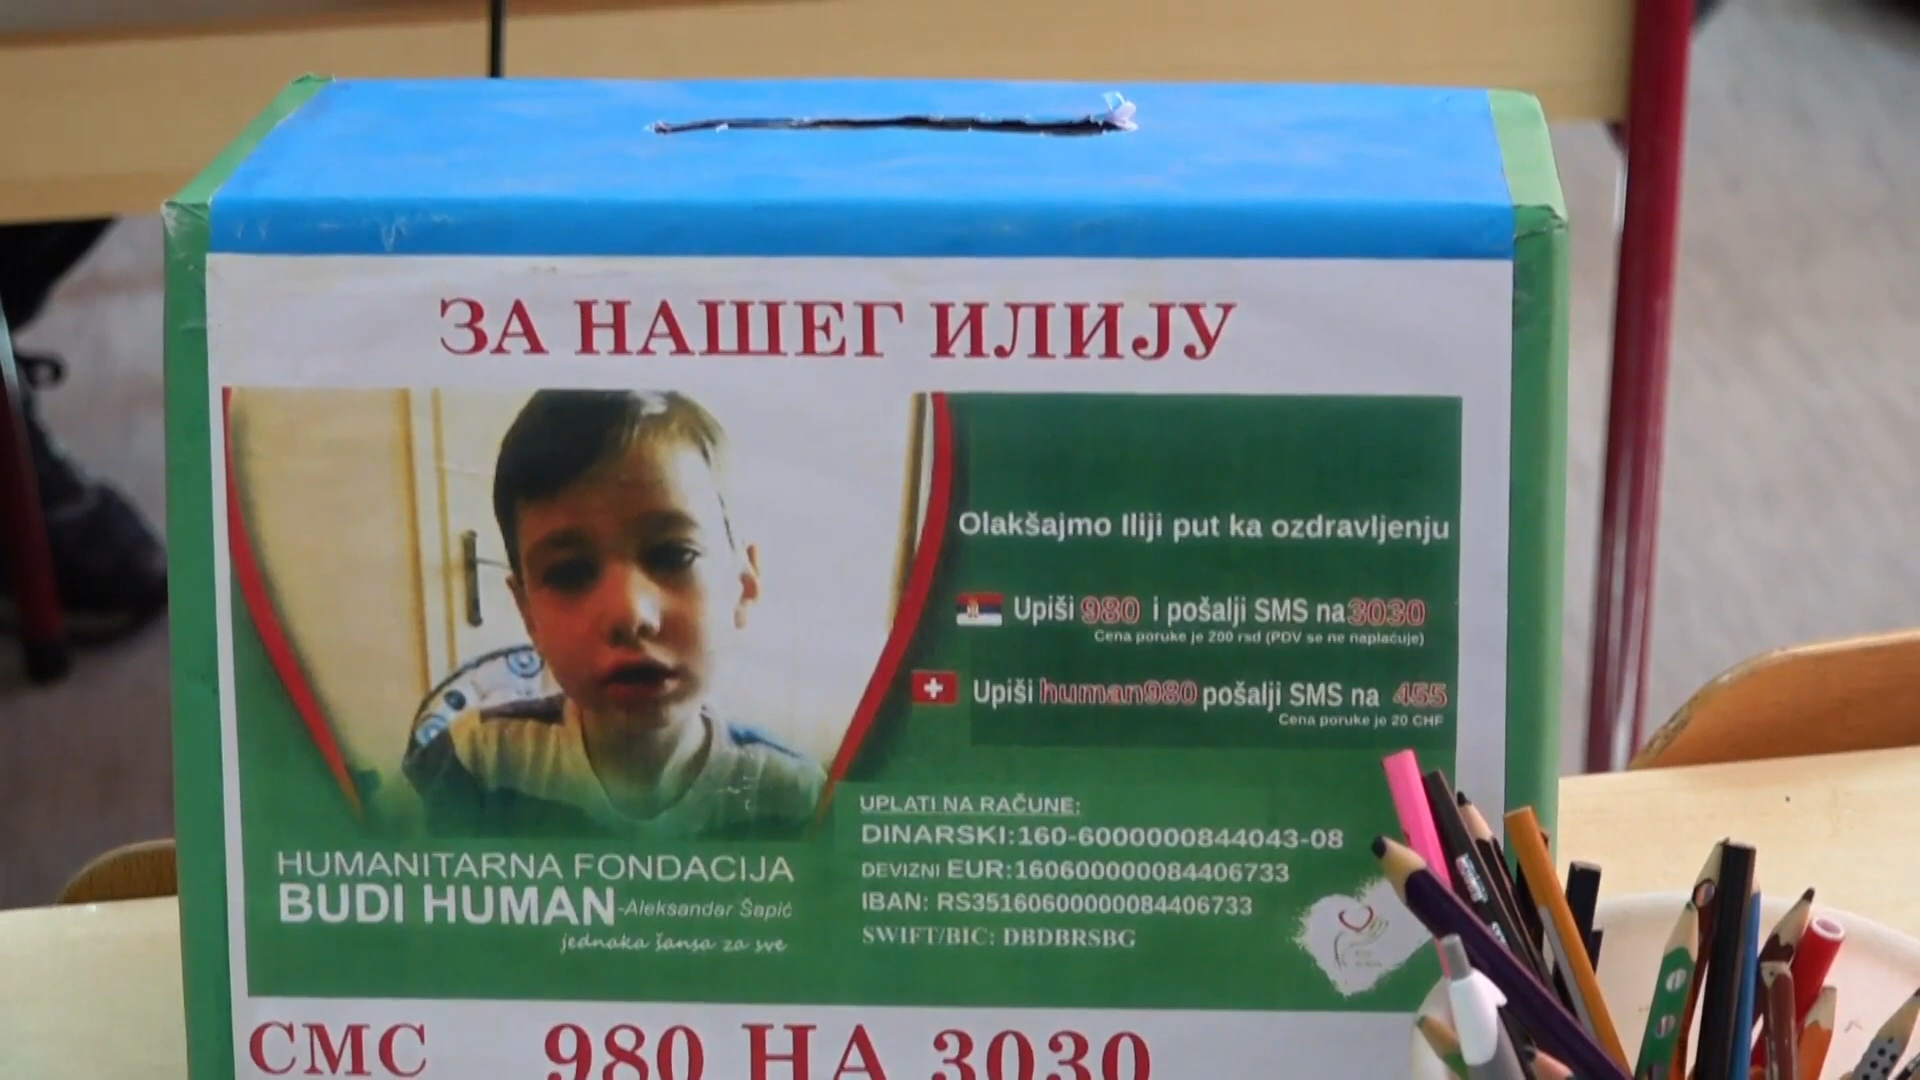 ЗА НАШЕГ ИЛИЈУ
Olakšajmo Iliji put ka ozdravljenju
Upiši 980 i pošalji SMS na 3030
Cena poruke je 200 rsd (PDV se ne naplaćuje)
Upiši human980 pošalji SMS na 455
Cena poruke je 20 CHF
HUMANITARNA FONDACIJA
BUDI HUMAN-Aleksandar Šapić
jednaka šansa za sve
UPLATI NA RAČUNE:
DINARSKI:160-6000000844043-08
DEVIZNI EUR:160600000084406733
IBAN: RS35160600000084406733
SWIFT/BIC: DBDBRSBG
СМС 980 НА 3030